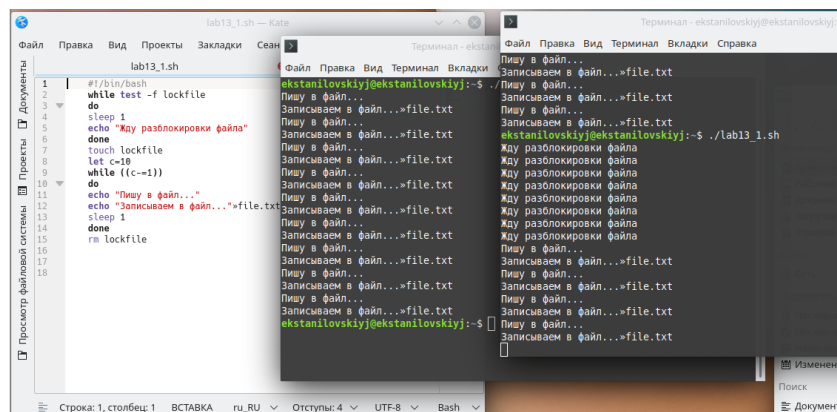 lab13_1.sh — Kate
Файл Правка Вид Проекты Закладки Сеан
lab13_1.sh
Документы
Проекты
Просмотр файловой системы
1 #!/bin/bash
2 while test -f lockfile
3 do
4 sleep 1
5 echo "Жду разблокировки файла"
6 done
7 touch lockfile
8 let c=10
9 while ((c-=1))
10 do
11 echo "Пишу в файл..."
12 echo "Записываем в файл..."»file.txt
13 sleep 1
14 done
15 rm lockfile
16
17
18
Строка: 1, столбец: 1 ВСТАВКА ru_RU Отступы: 4 UTF-8 Bash
Терминал - ekstani
Файл Правка Вид Терминал Вкладки
ekstanilovskiyj@ekstanilovskiyj:~$ ./
Пишу в файл...
Записываем в файл...»file.txt
Пишу в файл...
Записываем в файл...»file.txt
Пишу в файл...
Записываем в файл...»file.txt
Пишу в файл...
Записываем в файл...»file.txt
Пишу в файл...
Записываем в файл...»file.txt
Пишу в файл...
Записываем в файл...»file.txt
Пишу в файл...
Записываем в файл...»file.txt
Пишу в файл...
Записываем в файл...»file.txt
Пишу в файл...
Записываем в файл...»file.txt
ekstanilovskiyj@ekstanilovskiyj:~$
Терминал - ekstanilovskiyj@ekstanilovskiyj:
Файл Правка Вид Терминал Вкладки Справка
Пишу в файл...
Записываем в файл...»file.txt
Пишу в файл...
Записываем в файл...»file.txt
Пишу в файл...
Записываем в файл...»file.txt
ekstanilovskiyj@ekstanilovskiyj:~$ ./lab13_1.sh
Жду разблокировки файла
Жду разблокировки файла
Жду разблокировки файла
Жду разблокировки файла
Жду разблокировки файла
Жду разблокировки файла
Жду разблокировки файла
Жду разблокировки файла
Пишу в файл...
Записываем в файл...»file.txt
Пишу в файл...
Записываем в файл...»file.txt
Пишу в файл...
Записываем в файл...»file.txt
Пишу в файл...
Записываем в файл...»file.txt
Изменен
Поиск
Документ